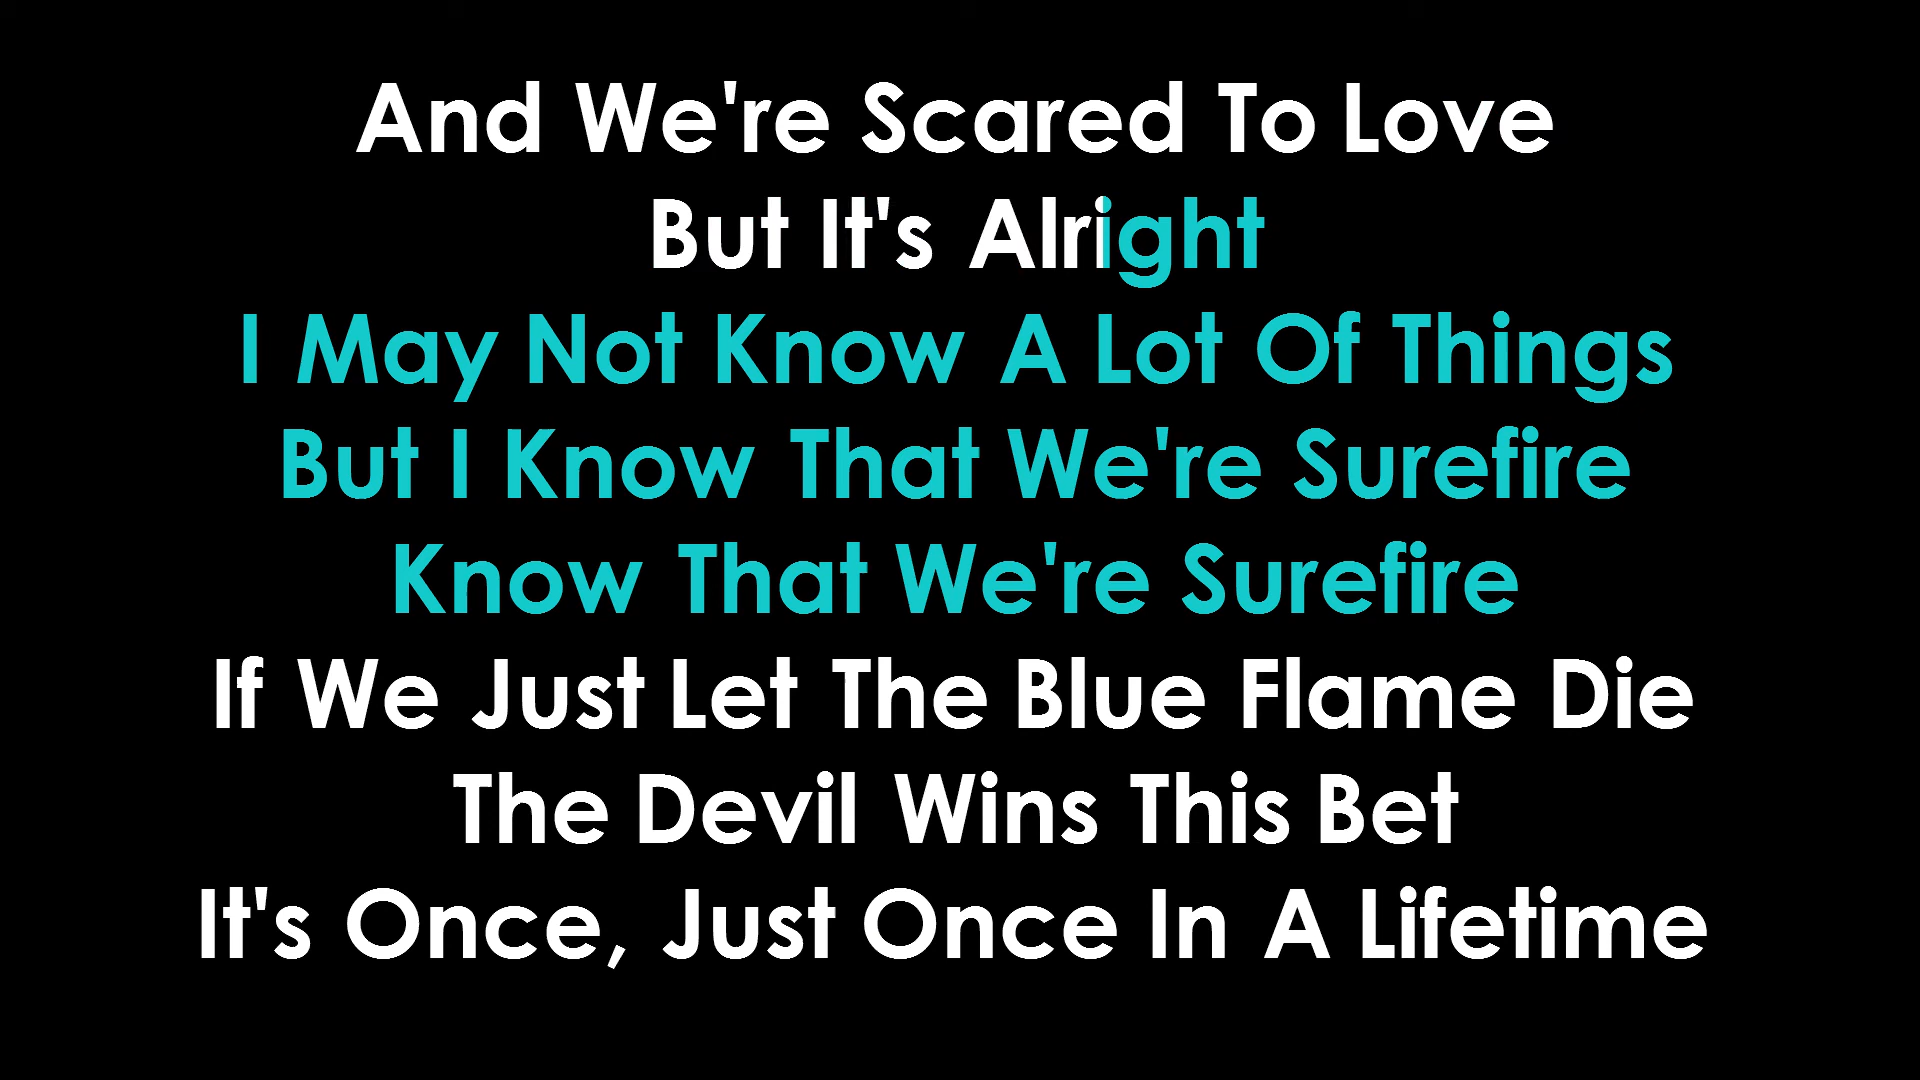 And We're Scared To Love
But It's Alright
I May Not Know A Lot Of Things
But I Know That We're Surefire
Know That We're Surefire
If We Just Let The Blue Flame Die
The Devil Wins This Bet
It's Once, Just Once In A Lifetime